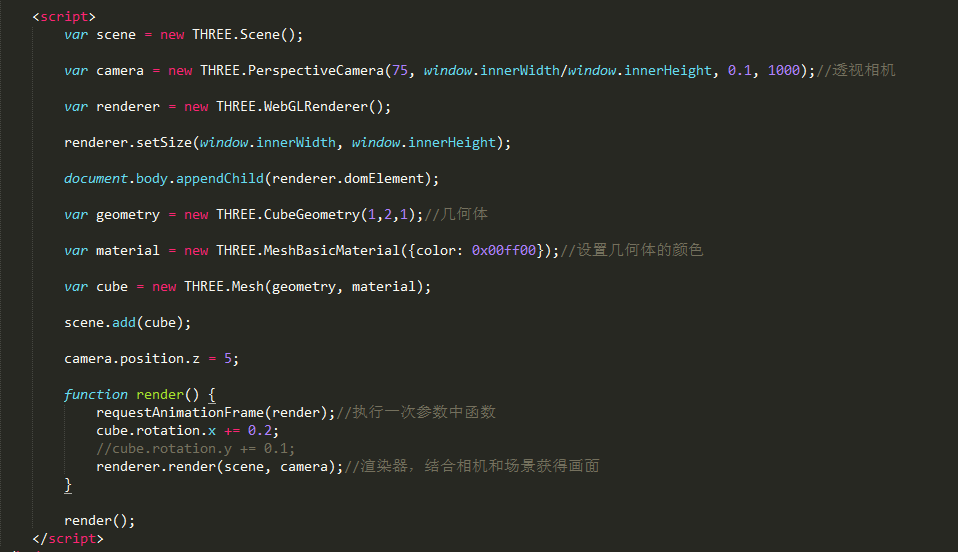 <script>
var scene = new THREE.Scene();
var camera = new THREE.PerspectiveCamera(75, window.innerWidth/window.innerHeight, 0.1, 1000);//透视相机
var renderer = new THREE.WebGLRenderer();
renderer.setSize(window.innerWidth, window.innerHeight);
document.body.appendChild(renderer.domElement);
var geometry = new THREE.CubeGeometry(1,2,1);//几何体
var material = new THREE.MeshBasicMaterial({color: 0x00ff00});//设置几何体的颜色
var cube = new THREE.Mesh(geometry, material);
scene.add(cube);
camera.position.z = 5;
function render() {
requestAnimationFrame(render);//执行一次参数中函数
cube.rotation.x += 0.2;
//cube.rotation.y += 0.1;
renderer.render(scene, camera);//渲染器，结合相机和场景获得画面
}
render();
</script>